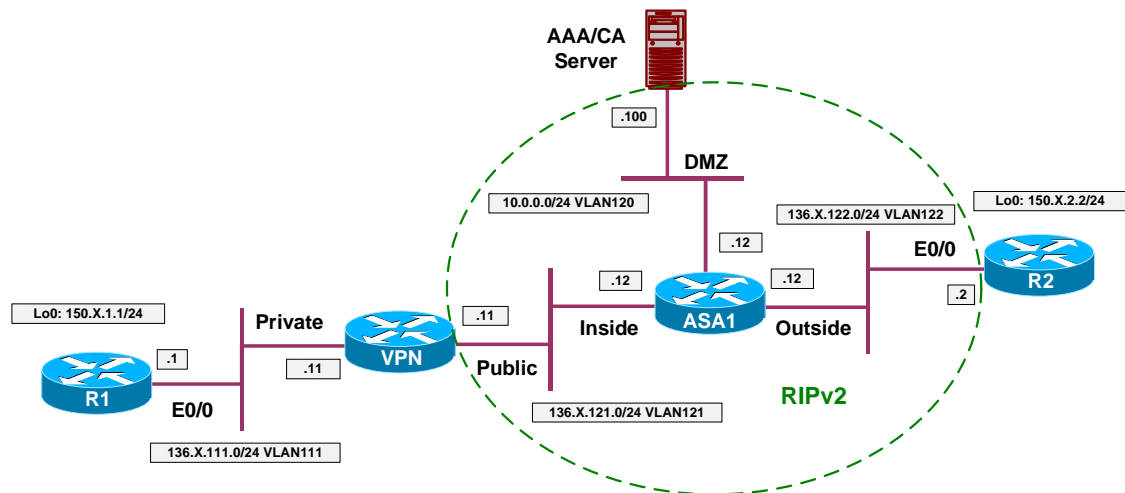 AAA/CA
Server
.100
DMZ
10.0.0.0/24 VLAN120
136.X.122.0/24 VLAN122
Lo0: 150.X.2.2/24
E0/0
.12
.12
.12
R2
.2
Lo0: 150.X.1.1/24
Private
.11
Inside
ASA1
Outside
.1
VPN
.11
Public
R1
E0/0
RIPv2
136.X.121.0/24 VLAN121
136.X.111.0/24 VLAN111